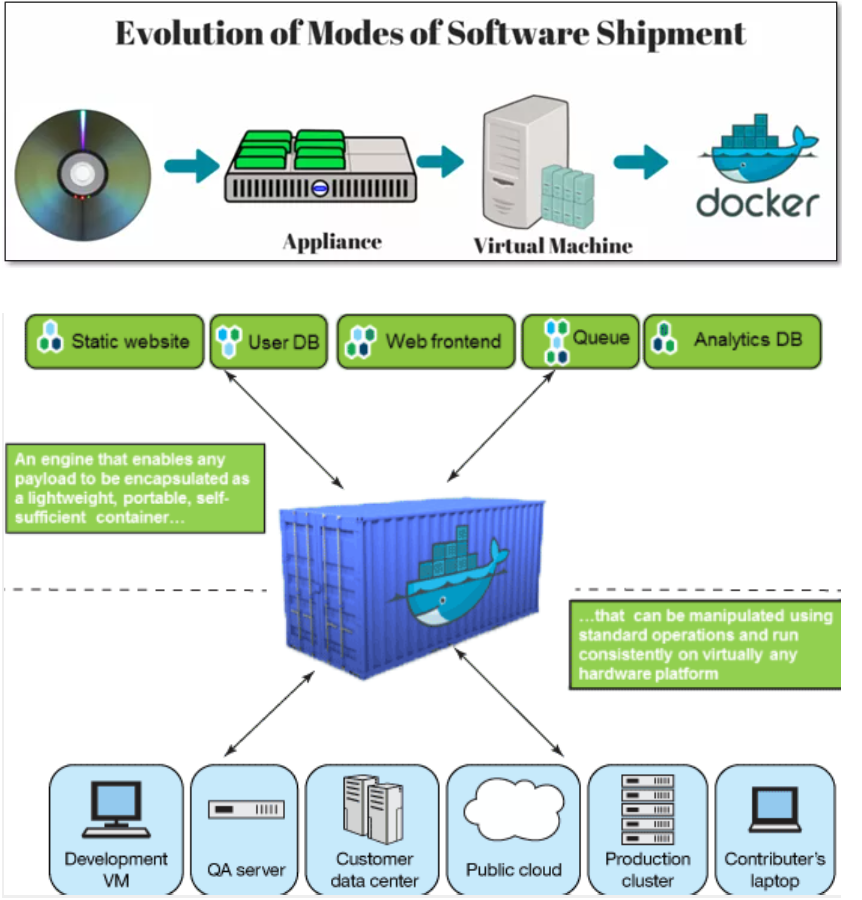 Evolution of Modes of Software Shipment
Appliance
Virtual Machine
docker
Static website
User DB
Web frontend
Queue
Analytics DB
An engine that enables any
payload to be encapsulated as
a lightweight, portable, self-
sufficient container…
…that can be manipulated using
standard operations and run
consistently on virtually any
hardware platform
Development
VM
QA server
Customer
data center
Public cloud
Production
cluster
Contributer's
laptop